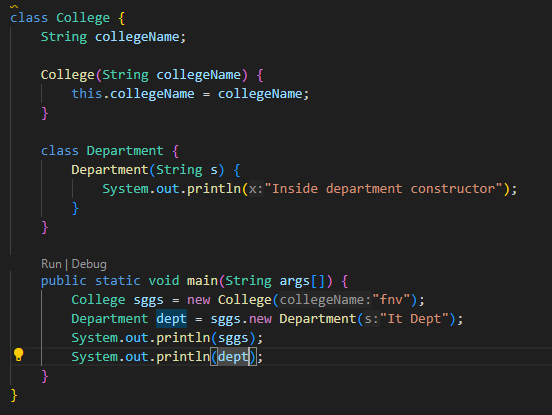 class College {
    String collegeName;
    College(String collegeName) {
        this.collegeName = collegeName;
    }
    class Department {
        Department(String s) {
            System.out.println(x:"Inside department constructor");
        }
    }
    Run | Debug
    public static void main(String args[]) {
        College sggs = new College(collegeName:"fnv");
        Department dept = sggs.new Department(s:"It Dept");
        System.out.println(sggs);
        System.out.println(dept);
    }
}